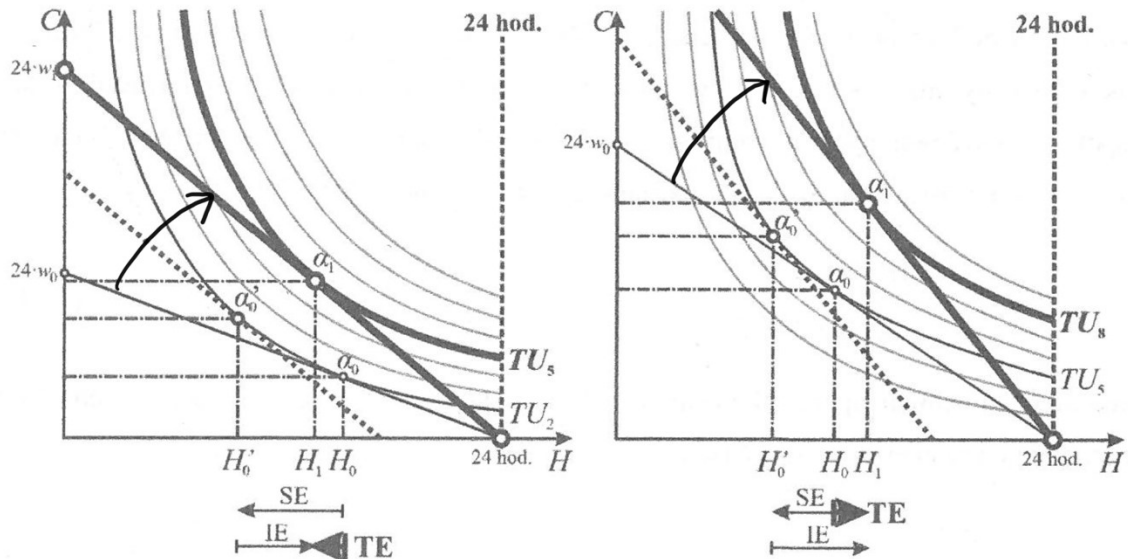 C
24 hod.
24·w₁
24·w₀
α₁
α₀'
α₀
TU₅
TU₂
H₀'
H₁
H₀
24 hod.
H
SE
IE
TE
C
24 hod.
24·w₀
α₁
α₀'
α₀
TU₈
TU₅
H₀'
H₀
H₁
24 hod.
H
SE
TE
IE